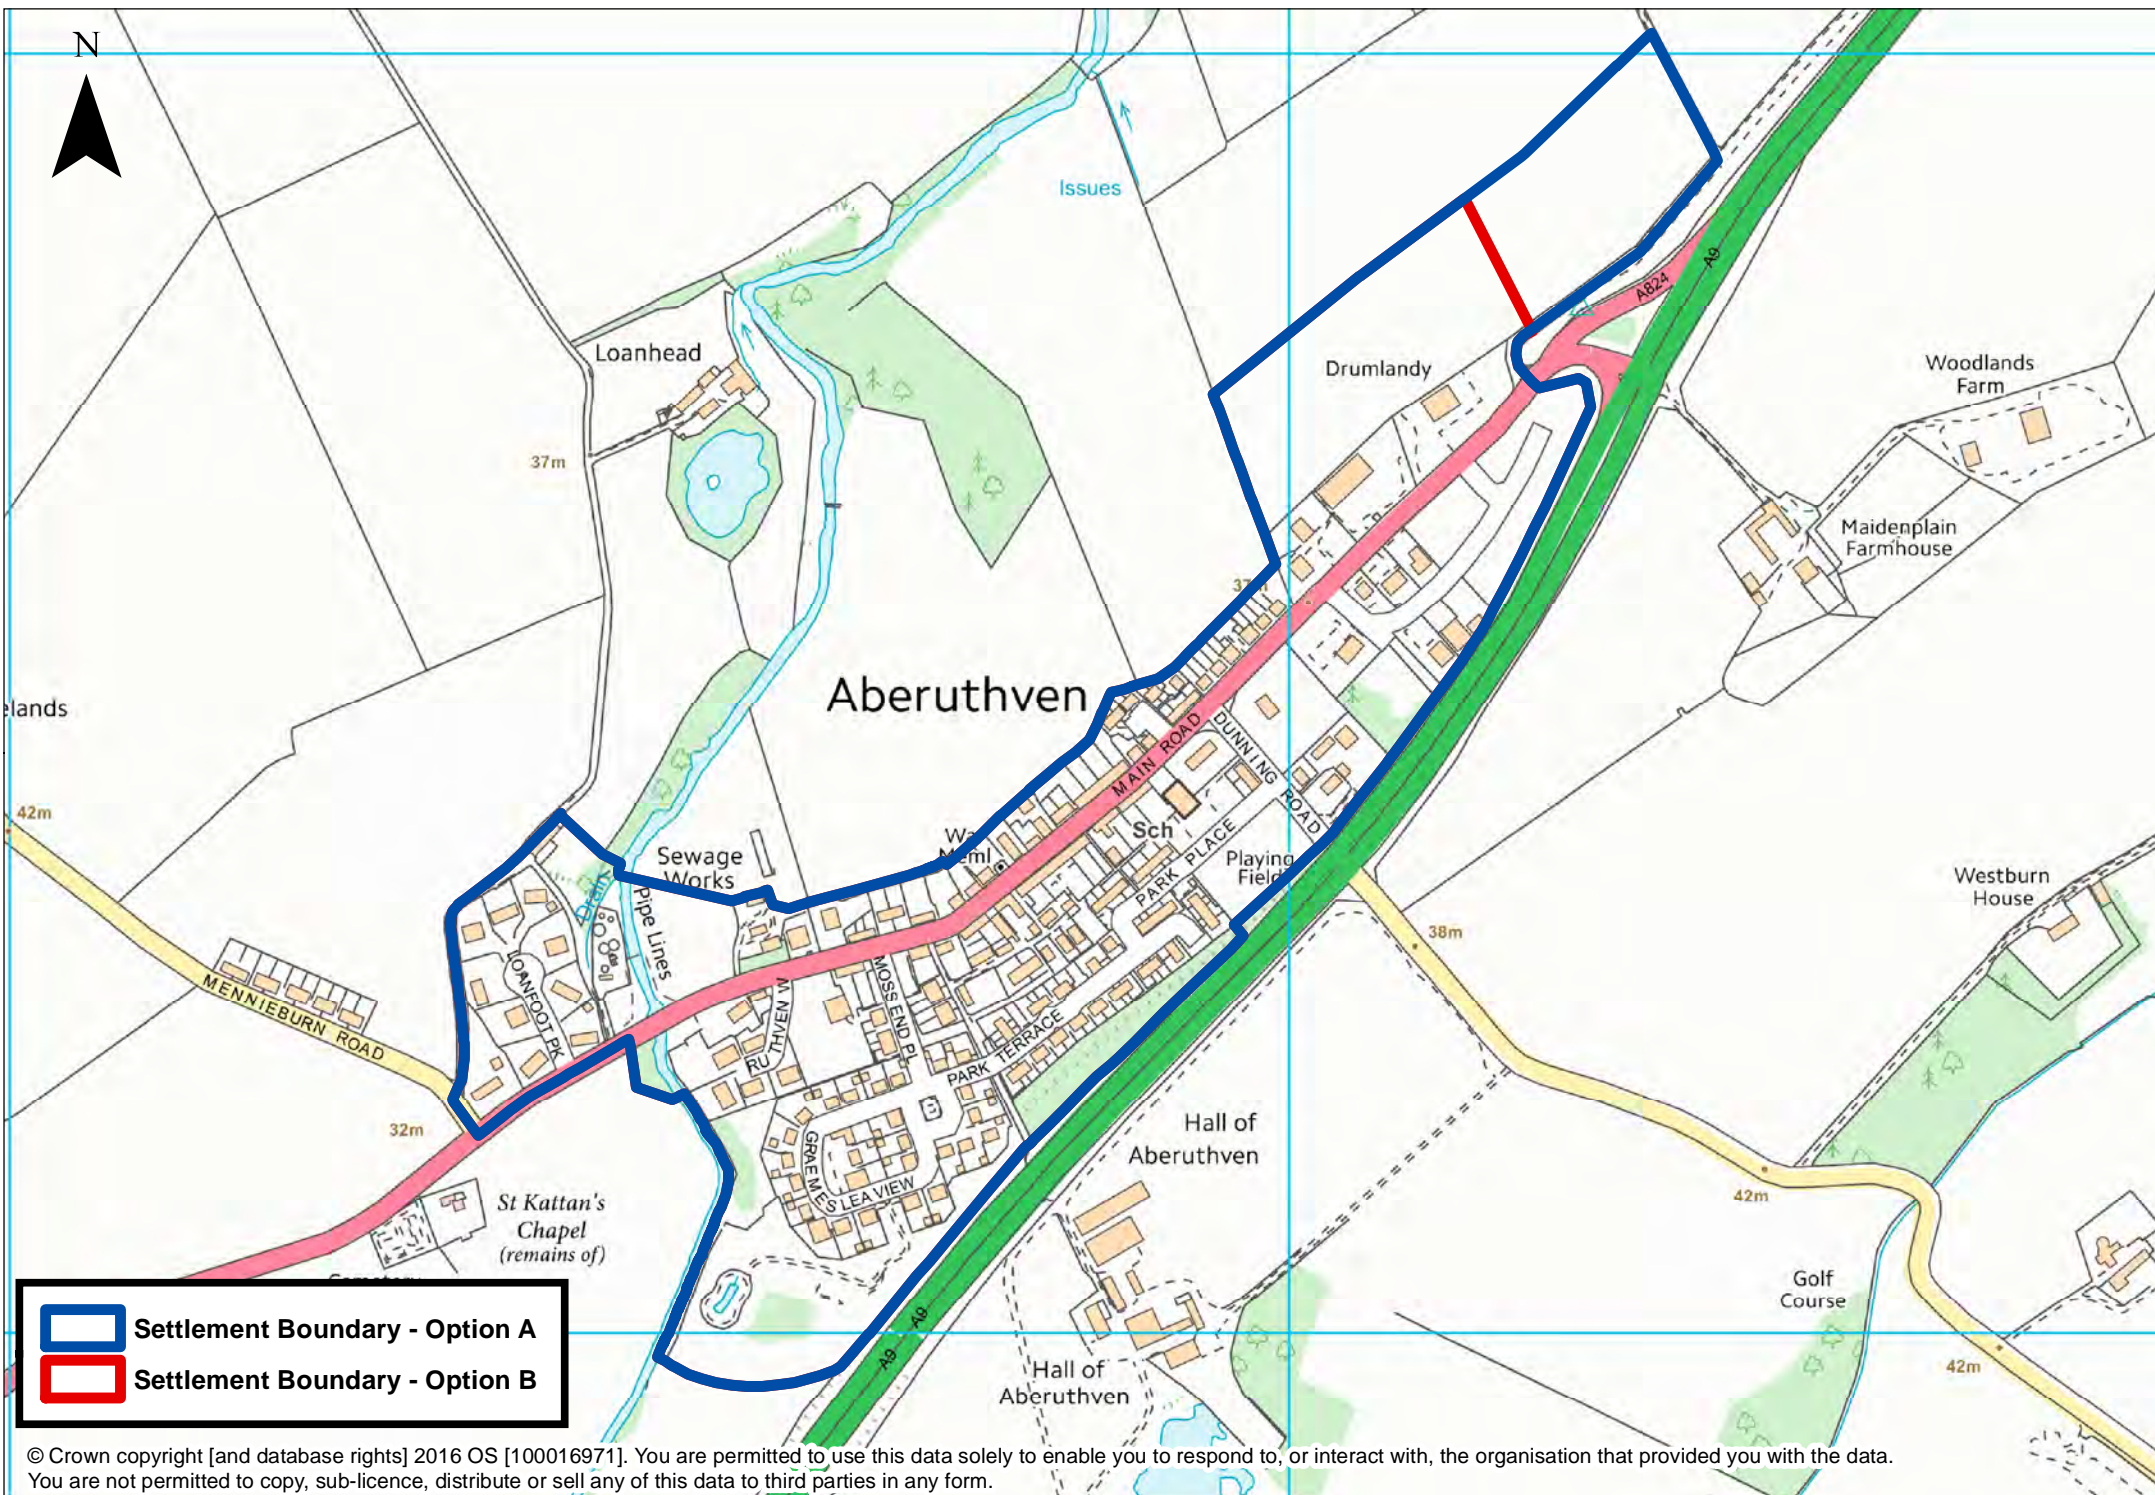 N
Issues
Loanhead
37m
Drumlandy
A824
A9
Woodlands
Farm
Maidenplain
Farmhouse
37m
Aberuthven
elands
42m
MAIN ROAD
DUNNING ROAD
Sch
PARK PLACE
Playing
Field
Sewage
Works
Meml
Drain
Pipe Lines
Westburn
House
38m
MENNIEBURN ROAD
LOANFOOT PK
RUTHVEN W
MOSS END PL
PARK TERRACE
GRAEMES LEA VIEW
32m
St Kattan's
Chapel
(remains of)
Hall of
Aberuthven
42m
Golf
Course
42m
Hall of
Aberuthven
A9
A9
Settlement Boundary - Option A
Settlement Boundary - Option B
© Crown copyright [and database rights] 2016 OS [100016971]. You are permitted to use this data solely to enable you to respond to, or interact with, the organisation that provided you with the data.
You are not permitted to copy, sub-licence, distribute or sell any of this data to third parties in any form.